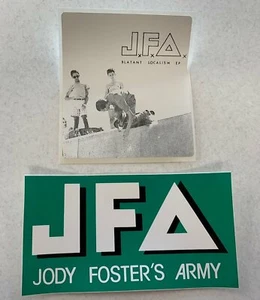 J.F.A.
BLATANT LOCALISM EP
JFA
JODY FOSTER'S ARMY